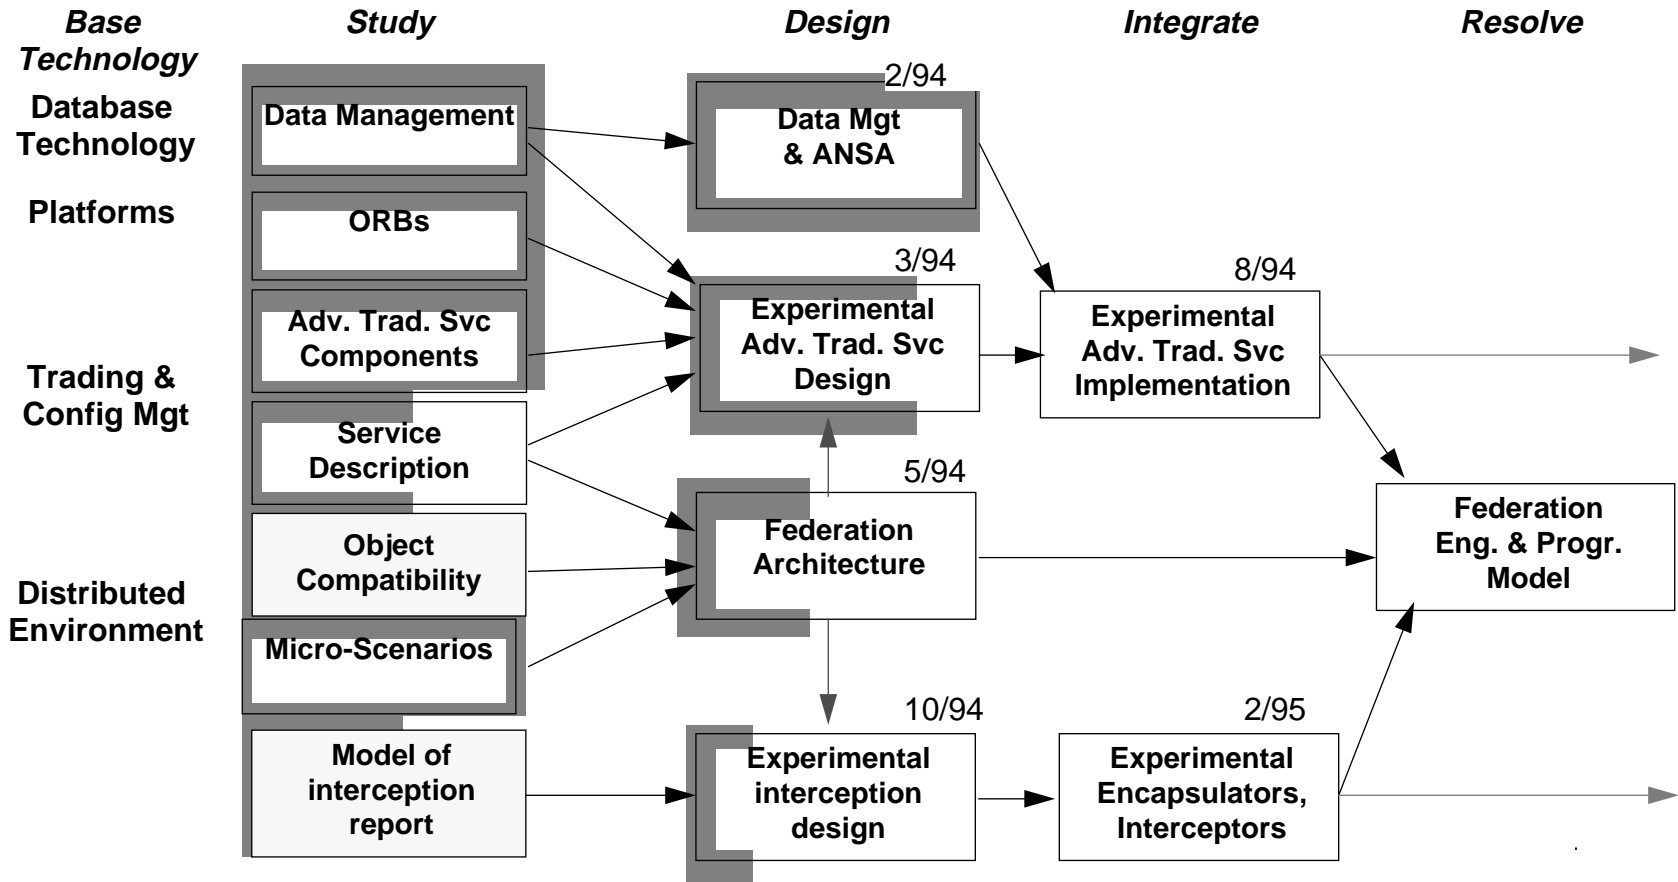 Base
Technology
Study
Design
Integrate
Resolve
Database
Technology
Platforms
Trading &
Config Mgt
Distributed
Environment
Data Management
ORBs
Adv. Trad. Svc
Components
Service
Description
Object
Compatibility
Micro-Scenarios
Model of
interception
report
2/94
Data Mgt
& ANSA
3/94
Experimental
Adv. Trad. Svc
Design
5/94
Federation
Architecture
10/94
Experimental
interception
design
8/94
Experimental
Adv. Trad. Svc
Implementation
2/95
Experimental
Encapsulators,
Interceptors
Federation
Eng. & Progr.
Model